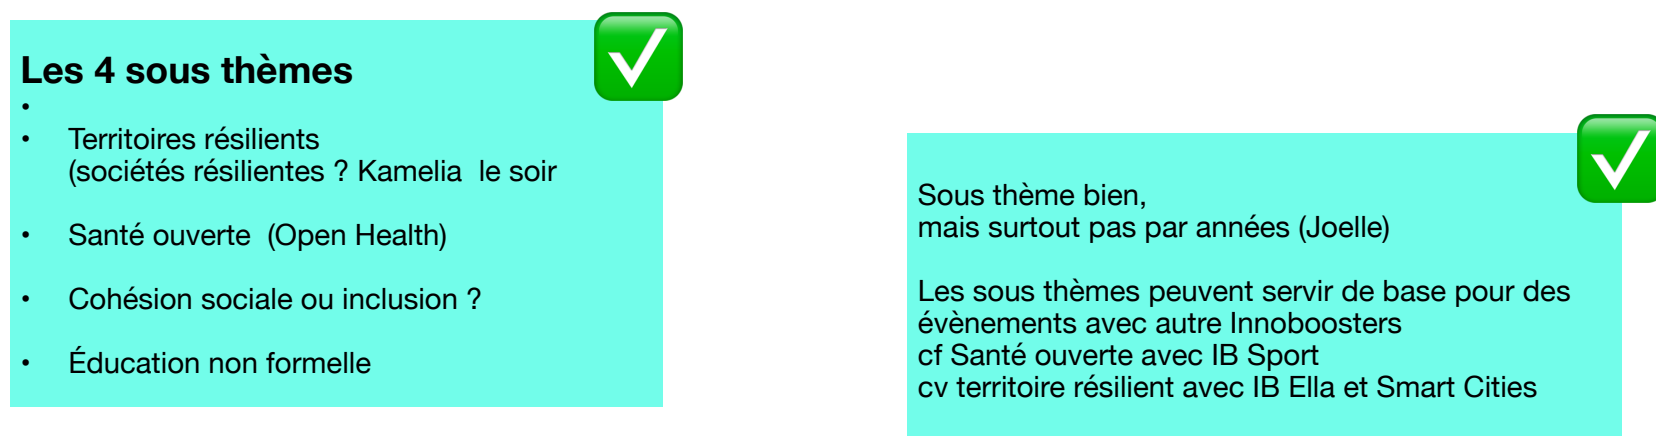 Les 4 sous thèmes
•
• Territoires résilients
(sociétés résilientes ? Kamelia  le soir
• Santé ouverte  (Open Health)
• Cohésion sociale ou inclusion ?
• Éducation non formelle
Sous thème bien,
mais surtout pas par années (Joelle)
Les sous thèmes peuvent servir de base pour des
évènements avec autre Innoboosters
cf Santé ouverte avec IB Sport
cv territoire résilient avec IB Ella et Smart Cities